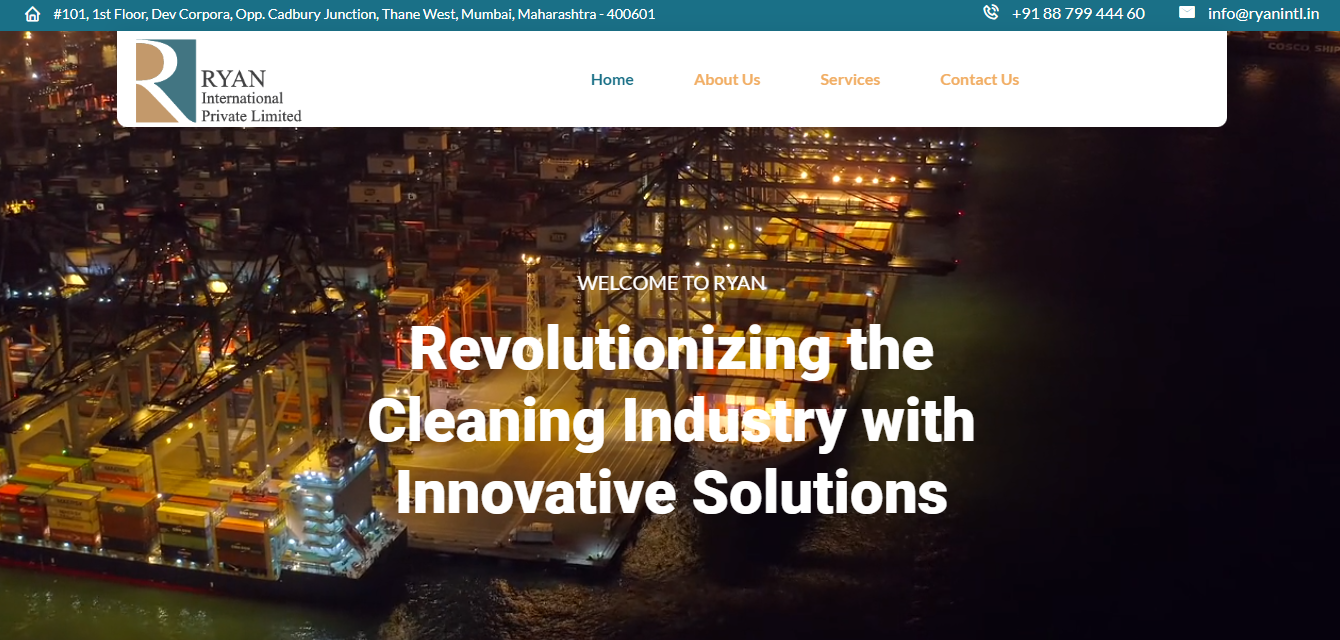 #101, 1st Floor, Dev Corpora, Opp. Cadbury Junction, Thane West, Mumbai, Maharashtra - 400601
+91 88 799 444 60
info@ryanintl.in
COSCO SHIP
RYAN
International
Private Limited
Home
About Us
Services
Contact Us
WELCOME TO RYAN
Revolutionizing the
Cleaning Industry with
Innovative Solutions